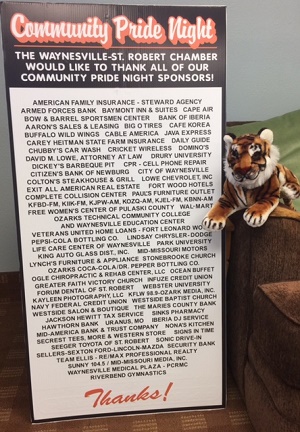 Community Pride Night
THE WAYNESVILLE-ST. ROBERT CHAMBER
WOULD LIKE TO THANK ALL OF OUR
COMMUNITY PRIDE NIGHT SPONSORS!
AMERICAN FAMILY INSURANCE - STEWARD AGENCY
ARMED FORCES BANK BAYMONT INN & SUITES CAPE AIR
BOW & BARREL SPORTSMEN CENTER BANK OF IBERIA
AARON'S SALES & LEASING BIG O TIRES CAFE KOREA
BUFFALO WILD WINGS CABLE AMERICA JAVA EXPRESS
CAREY HEITMAN STATE FARM INSURANCE DAILY GUIDE
CHUBBY'S CAR WASH CRICKET WIRELESS DOMINO'S
DAVID M. LOWE, ATTORNEY AT LAW DRURY UNIVERSITY
DICKEY'S BARBEQUE PIT CPR - CELL PHONE REPAIR
CITIZEN'S BANK OF NEWBURG CITY OF WAYNESVILLE
COLTON'S STEAKHOUSE & GRILL LOWE CHEVROLET, INC
EXIT ALL AMERICAN REAL ESTATE FORT WOOD HOTELS
COMPLETE COLLISION CENTER PAUL'S FURNITURE OUTLET
KFBD-FM, KIIK-FM, KJPW-AM, KOZQ-AM, KJEL-FM, KBNN-AM
FREE WOMEN'S CENTER OF PULASKI COUNTY WAL-MART
OZARKS TECHNICAL COMMUNITY COLLEGE
AND WAYNESVILLE EDUCATION CENTER
VETERANS UNITED HOME LOANS - FORT LEONARD WOOD
PEPSI-COLA BOTTLING CO. LINDSAY CHRYSLER-DODGE
LIFE CARE CENTER OF WAYNESVILLE PARK UNIVERSITY
KING AUTO GLASS DIST., INC. MID-MISSOURI MOTORS
LYNCH'S FURNITURE & APPLIANCE STONEBROOKE CHURCH
OZARKS COCA-COLA/DR. PEPPER BOTTLING CO.
OGLE CHIROPRACTIC & REHAB CENTER, LLC OCEAN BUFFET
GREATER FAITH VICTORY CHURCH INFUZE CREDIT UNION
FORUM DENTAL OF ST. ROBERT WEBSTER UNIVERSITY
KAYLEEN PHOTOGRAPHY, LLC KFLW 98.9-OZARK MEDIA, INC.
NAVY FEDERAL CREDIT UNION WESTSIDE BAPTIST CHURCH
WESTSIDE SALON & BOUTIQUE THE MARIES COUNTY BANK
JACKSON HEWITT TAX SERVICE SINKS PHARMACY
HAWTHORN BANK URANUS, MO IBERIA DJ SERVICE
MID-AMERICA BANK & TRUST COMPANY NONA'S KITCHEN
SECREST TEES, MORE & WESTERN STORE SIGNS IN TIME
SEEGER TOYOTA OF ST. ROBERT SONIC DRIVE-IN
SELLERS-SEXTON FORD-LINCOLN-MAZDA SECURITY BANK
TEAM ELLIS - RE/MAX PROFESSIONAL REALTY
SUNNY 104.5 / MID-MISSOURI MEDIA, INC.
WAYNESVILLE MEDICAL PLAZA - PCRMC
RIVERBEND GYMNASTICS
Thanks!